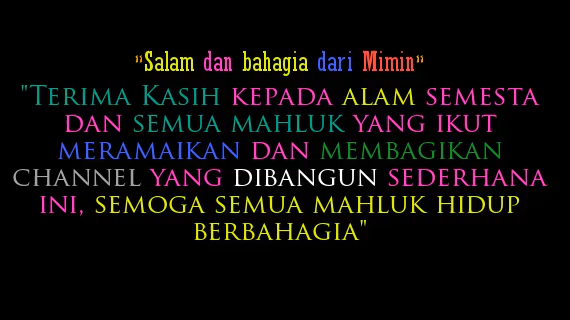 "Salam dan bahagia dari Mimin"
"Terima Kasih kepada alam semesta
dan semua mahluk yang ikut
meramaikan dan membagikan
channel yang dibangun sederhana
ini, semoga semua mahluk hidup
berbahagia"